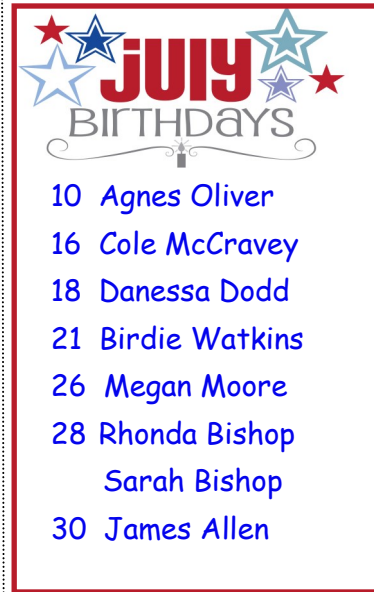 JULY
BIRTHDAYS
10 Agnes Oliver
16 Cole McCravey
18 Danessa Dodd
21 Birdie Watkins
26 Megan Moore
28 Rhonda Bishop
Sarah Bishop
30 James Allen